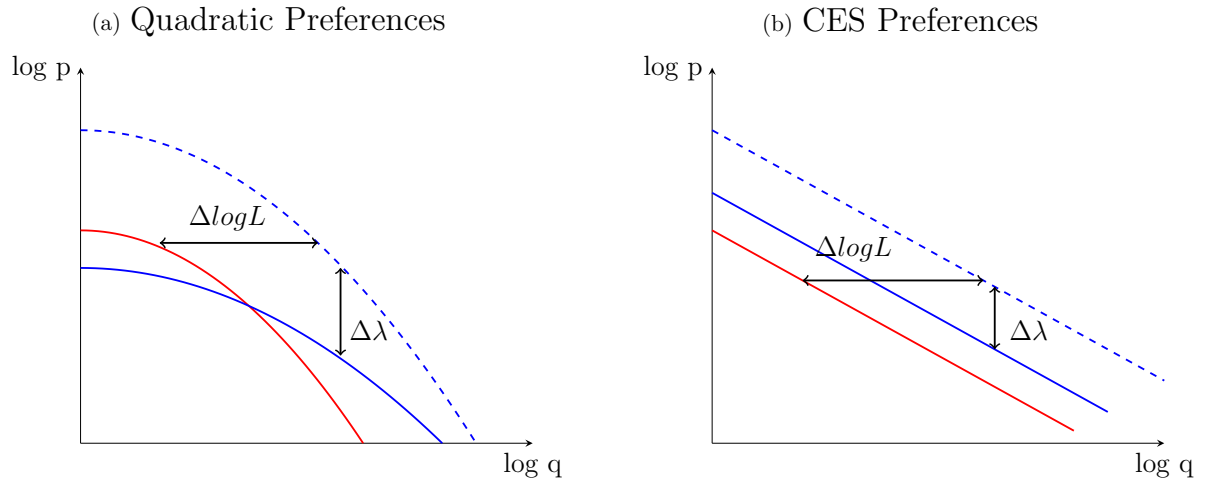 (a) Quadratic Preferences
log p
ΔlogL
Δλ
log q
(b) CES Preferences
log p
ΔlogL
Δλ
log q